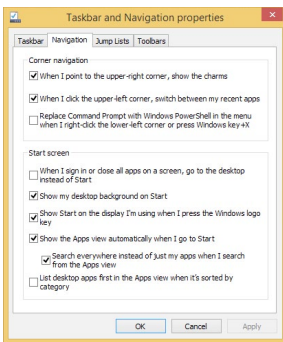 Taskbar and Navigation properties
Taskbar Navigation Jump Lists Toolbars
Corner navigation
When I point to the upper-right corner, show the charms
When I click the upper-left corner, switch between my recent apps
Replace Command Prompt with Windows PowerShell in the menu
when I right-click the lower-left corner or press Windows key+X
Start screen
When I sign in or close all apps on a screen, go to the desktop
instead of Start
Show my desktop background on Start
Show Start on the display I'm using when I press the Windows logo
key
Show the Apps view automatically when I go to Start
Search everywhere instead of just my apps when I search
from the Apps view
List desktop apps first in the Apps view when it's sorted by
category
OK Cancel Apply